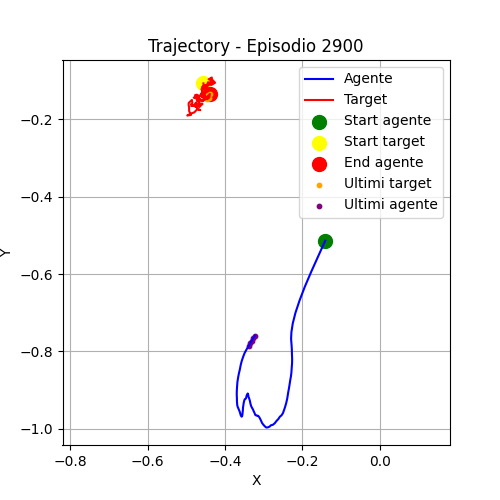 Trajectory - Episodio 2900
Agente
Target
Start agente
Start target
End agente
Ultimi target
Ultimi agente
Y
−0.2
−0.4
−0.6
−0.8
−1.0
−0.8
−0.6
−0.4
−0.2
0.0
X